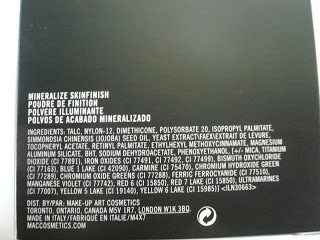 MINERALIZE SKINFINISH
POUDRE DE FINITION
POLVERE ILLUMINANTE
POLVOS DE ACABADO MINERALIZADO
INGREDIENTS: TALC, NYLON-12, DIMETHICONE, POLYSORBATE 20, ISOPROPYL PALMITATE,
SIMMONDSIA CHINENSIS (JOJOBA) SEED OIL, YEAST EXTRACT\FAEX\EXTRAIT DE LEVURE,
TOCOPHERYL ACETATE, RETINYL PALMITATE, ETHYLHEXYL METHOXYCINNAMATE, MAGNESIUM
ALUMINUM SILICATE, BHT, SODIUM DEHYDROACETATE, PHENOXYETHANOL, [+/- MICA, TITANIUM
DIOXIDE (CI 77891), IRON OXIDES (CI 77491, CI 77492, CI 77499), BISMUTH OXYCHLORIDE
(CI 77163), BLUE 1 LAKE (CI 42090), CARMINE (CI 75470), CHROMIUM HYDROXIDE GREEN
(CI 77289), CHROMIUM OXIDE GREENS (CI 77288), FERRIC FERROCYANIDE (CI 77510),
MANGANESE VIOLET (CI 77742), RED 6 (CI 15850), RED 7 LAKE (CI 15850), ULTRAMARINES
(CI 77007), YELLOW 5 LAKE (CI 19140), YELLOW 6 LAKE (CI 15985)] <ILN30663>
DIST. BY/PAR: MAKE-UP ART COSMETICS
TORONTO, ONTARIO, CANADA M5V 1R7, LONDON W1K 3BQ.
MADE IN ITALY/FABRIQUÉ EN ITALIE/M4X7
MACCOSMETICS.COM